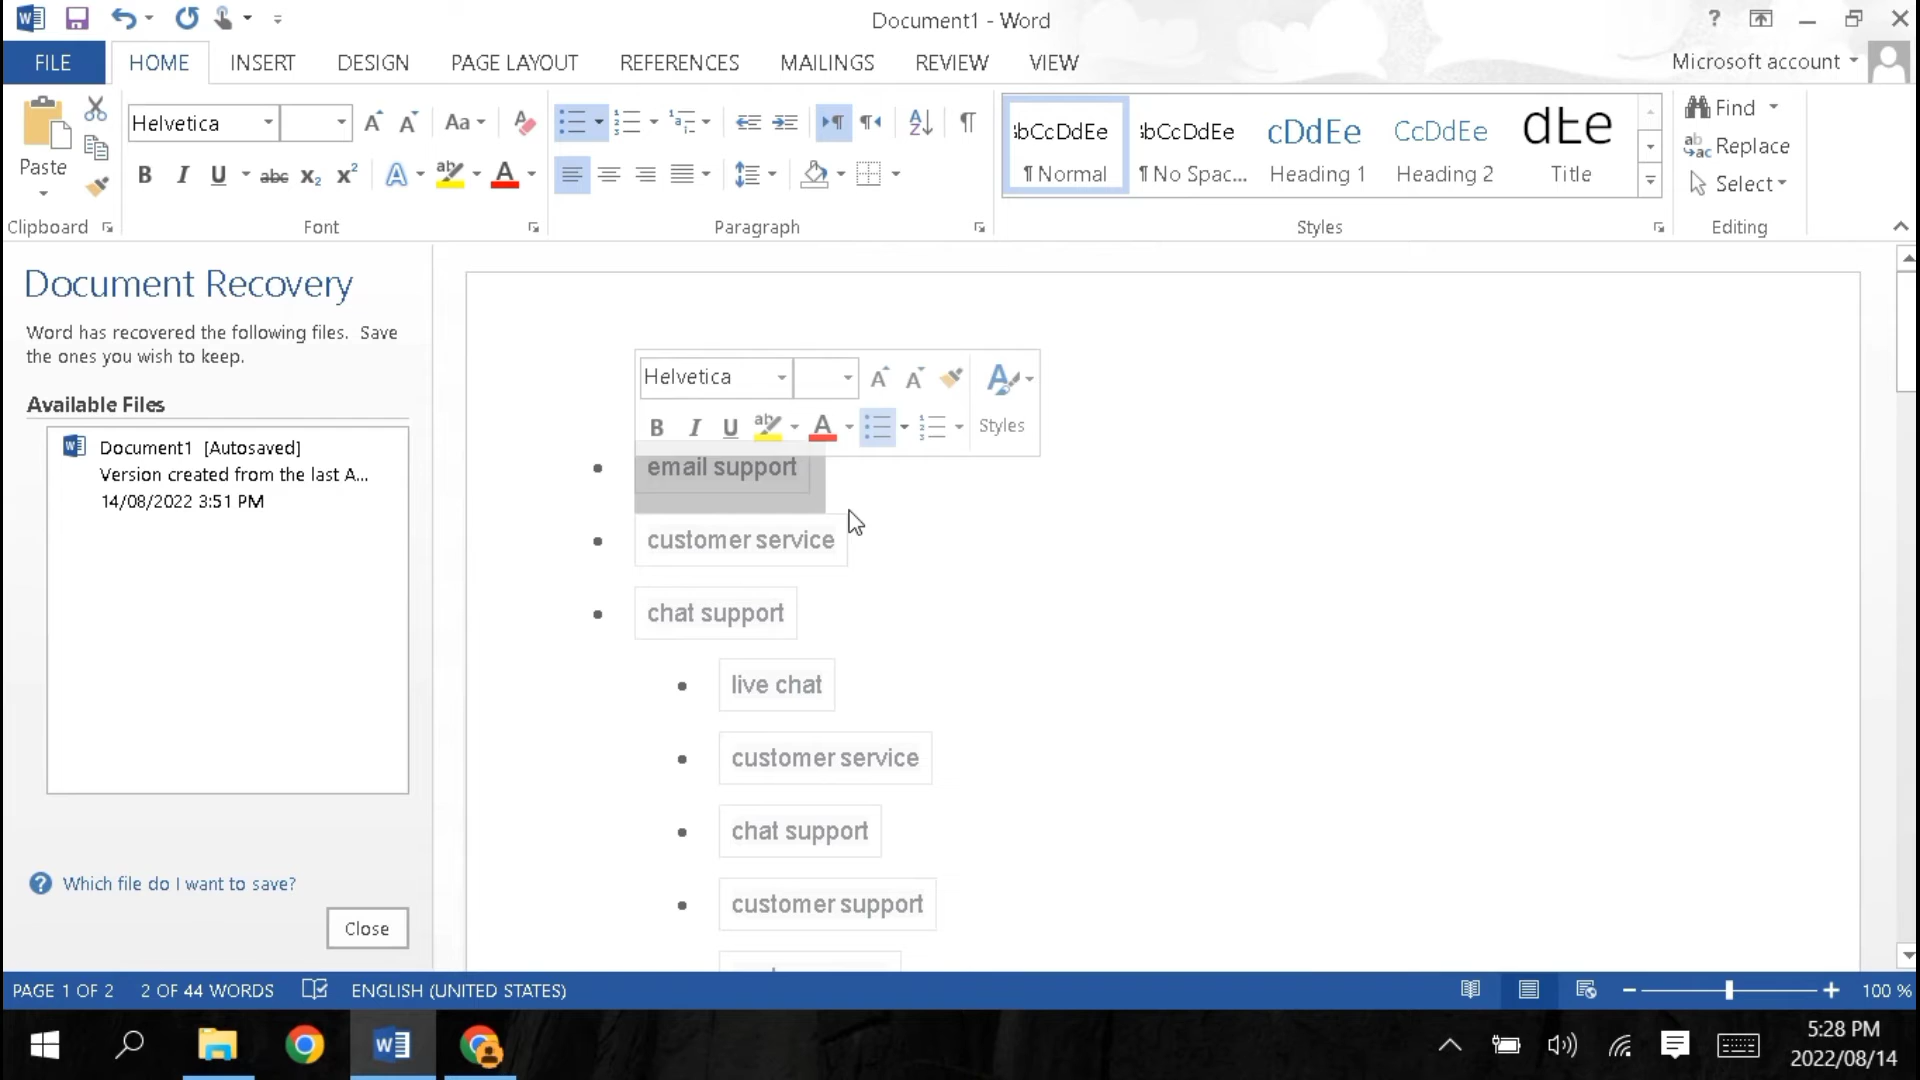 Document1 - Word
?
FILE
HOME
INSERT
DESIGN
PAGE LAYOUT
REFERENCES
MAILINGS
REVIEW
VIEW
Microsoft account
Paste
Clipboard
Helvetica
Aa
B I U abc X₂ X²
Font
Paragraph
¶ Normal
¶ No Spac...
Heading 1
Heading 2
Title
Styles
Find
Replace
Select
Editing
Document Recovery
Word has recovered the following files. Save
the ones you wish to keep.
Available Files
Document1 [Autosaved]
Version created from the last A...
14/08/2022 3:51 PM
Which file do I want to save?
Close
Helvetica
B I U
Styles
email support
customer service
chat support
live chat
customer service
chat support
customer support
PAGE 1 OF 2
2 OF 44 WORDS
ENGLISH (UNITED STATES)
100 %
5:28 PM
2022/08/14